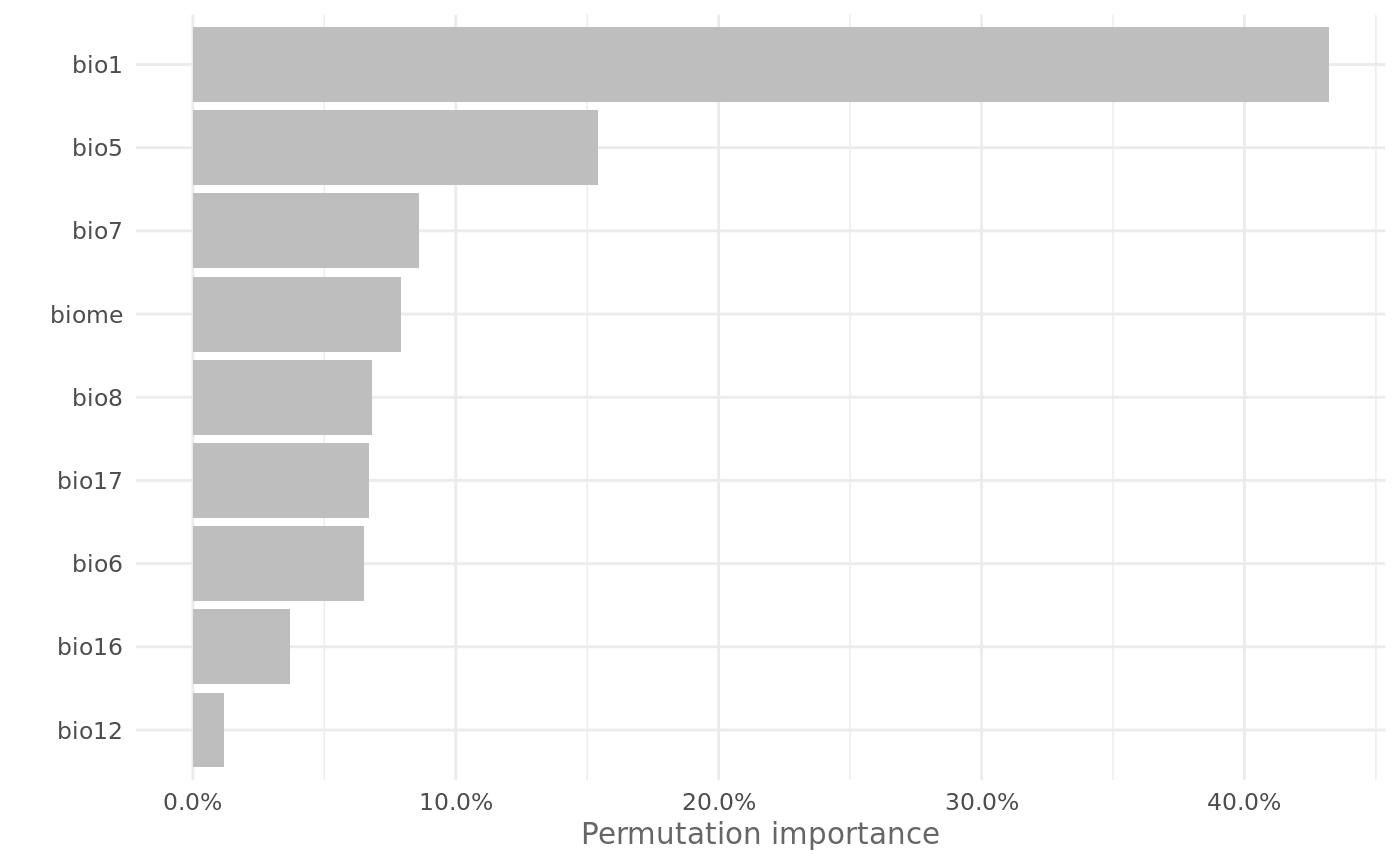 bio1
bio5
bio7
biome
bio8
bio17
bio6
bio16
bio12
0.0% 10.0% 20.0% 30.0% 40.0%
Permutation importance